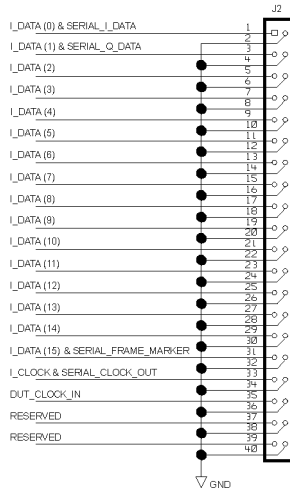 J2
I_DATA (0) & SERIAL_I_DATA 1
2
I_DATA (1) & SERIAL_Q_DATA 3
4
I_DATA (2) 5
6
I_DATA (3) 7
8
I_DATA (4) 9
10
I_DATA (5) 11
12
I_DATA (6) 13
14
I_DATA (7) 15
16
I_DATA (8) 17
18
I_DATA (9) 19
20
I_DATA (10) 21
22
I_DATA (11) 23
24
I_DATA (12) 25
26
I_DATA (13) 27
28
I_DATA (14) 29
30
I_DATA (15) & SERIAL_FRAME_MARKER 31
32
I_CLOCK & SERIAL_CLOCK_OUT 33
34
DUT_CLOCK_IN 35
36
RESERVED 37
38
RESERVED 39
40
GND